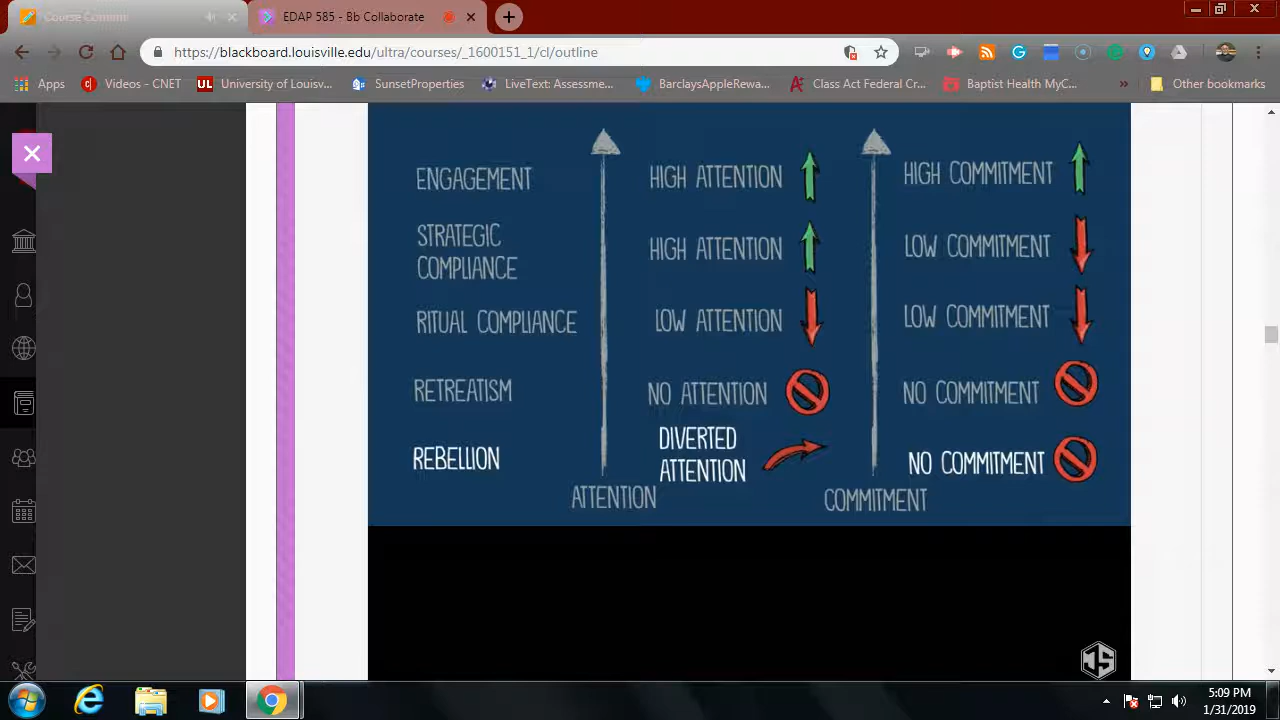 Course Content
EDAP 585 - 8b Collaborate
https://blackboard.louisville.edu/ultra/courses/_1600151_1/cl/outline
Apps
Videos - CNET
University of Louisv...
SunsetProperties
LiveText: Assessme...
BarclaysAppleRewa...
Class Act Federal Cr...
Baptist Health MyC...
»
Other bookmarks
ENGAGEMENT
HIGH ATTENTION
HIGH COMMITMENT
STRATEGIC
COMPLIANCE
HIGH ATTENTION
LOW COMMITMENT
RITUAL COMPLIANCE
LOW ATTENTION
LOW COMMITMENT
RETREATISM
NO ATTENTION
NO COMMITMENT
REBELLION
DIVERTED
ATTENTION
NO COMMITMENT
ATTENTION
COMMITMENT
5:09 PM
1/31/2019